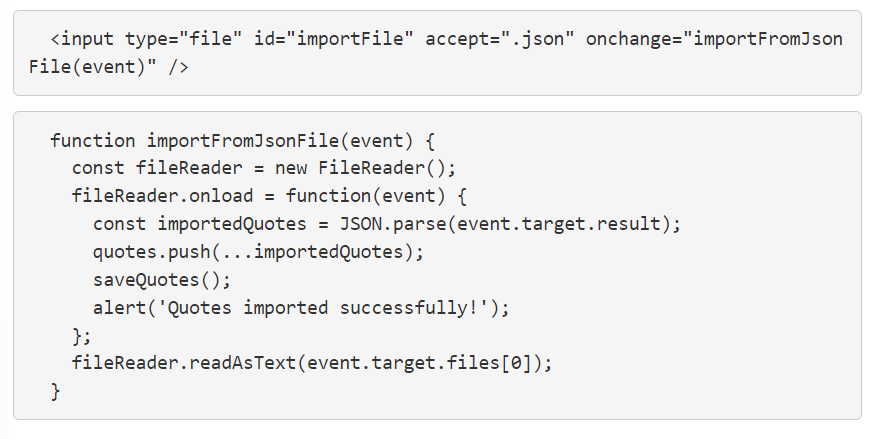 <input type="file" id="importFile" accept=".json" onchange="importFromJson
File(event)" />
function importFromJsonFile(event) {
const fileReader = new FileReader();
fileReader.onload = function(event) {
const importedQuotes = JSON.parse(event.target.result);
quotes.push(...importedQuotes);
saveQuotes();
alert('Quotes imported successfully!');
};
fileReader.readAsText(event.target.files[0]);
}